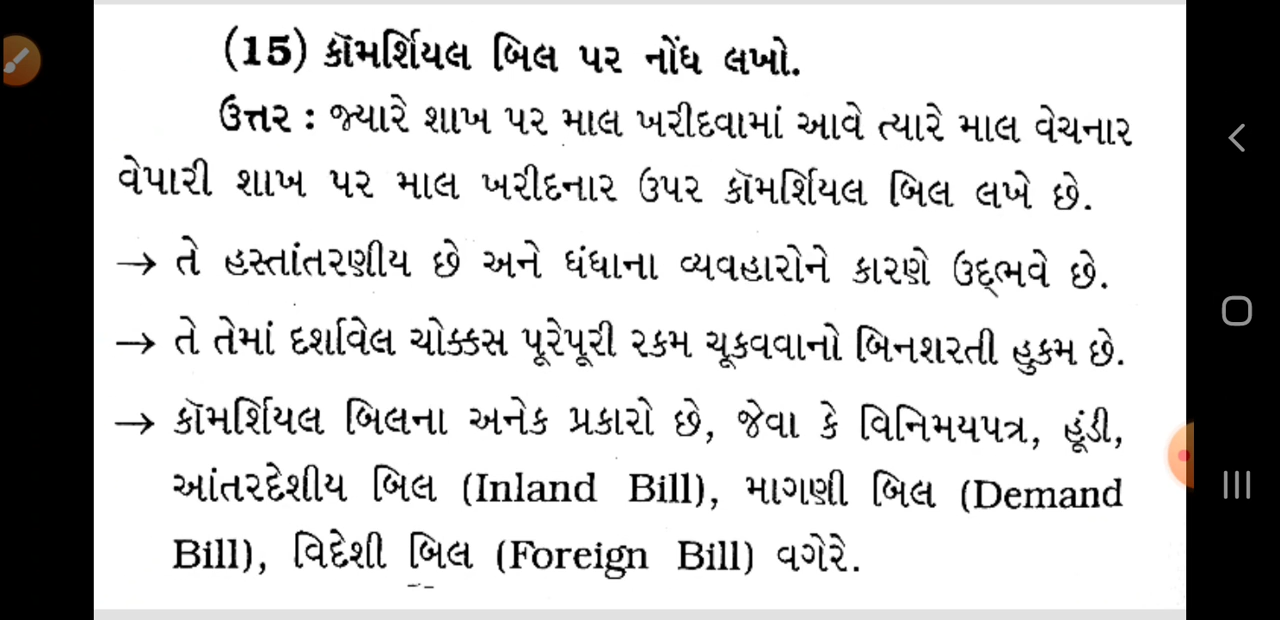 (15) કૉમર્શિયલ બિલ પર નોંધ લખો.
ઉત્તર : જ્યારે શાખ પર માલ ખરીદવામાં આવે ત્યારે માલ વેચનાર
વેપારી શાખ પર માલ ખરીદનાર ઉપર કૉમર્શિયલ બિલ લખે છે.
→ તે હસ્તાંતરણીય છે અને ધંધાના વ્યવહારોને કારણે ઉદ્ભવે છે.
→ તે તેમાં દર્શાવેલ ચોક્કસ પૂરેપૂરી રકમ ચૂકવવાનો બિનશરતી હુકમ છે.
→ કૉમર્શિયલ બિલના અનેક પ્રકારો છે, જેવા કે વિનિમયપત્ર, હૂંડી,
આંતરદેશીય બિલ (Inland Bill), માગણી બિલ (Demand
Bill), વિદેશી બિલ (Foreign Bill) વગેરે.